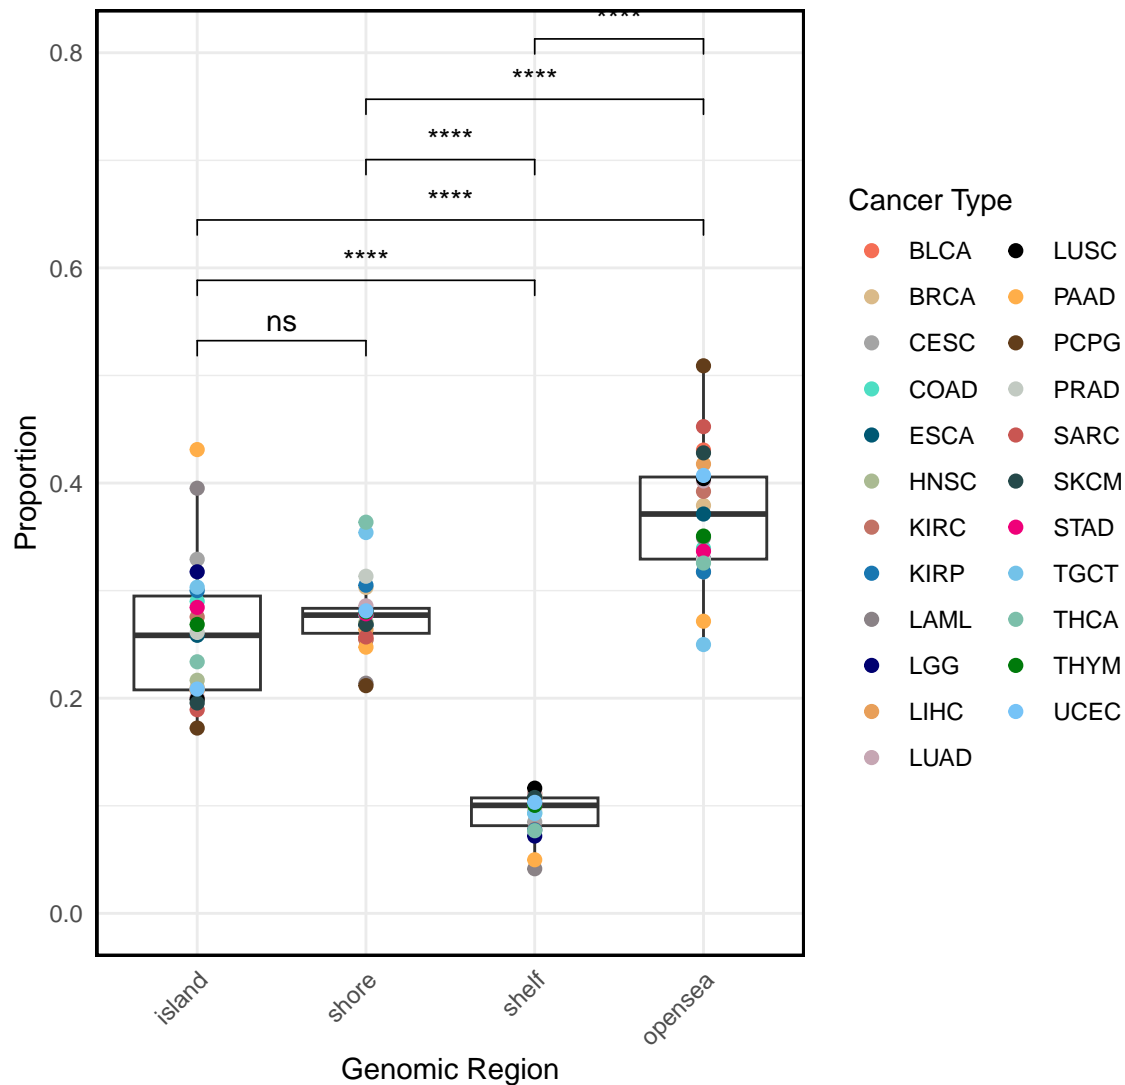 ****
0.8
****
****
****
****
ns
0.6
0.4
0.2
0.0
Proportion
island
shore
shelf
opensea
Genomic Region
Cancer Type
BLCA
BRCA
CESC
COAD
ESCA
HNSC
KIRC
KIRP
LAML
LGG
LIHC
LUAD
LUSC
PAAD
PCPG
PRAD
SARC
SKCM
STAD
TGCT
THCA
THYM
UCEC